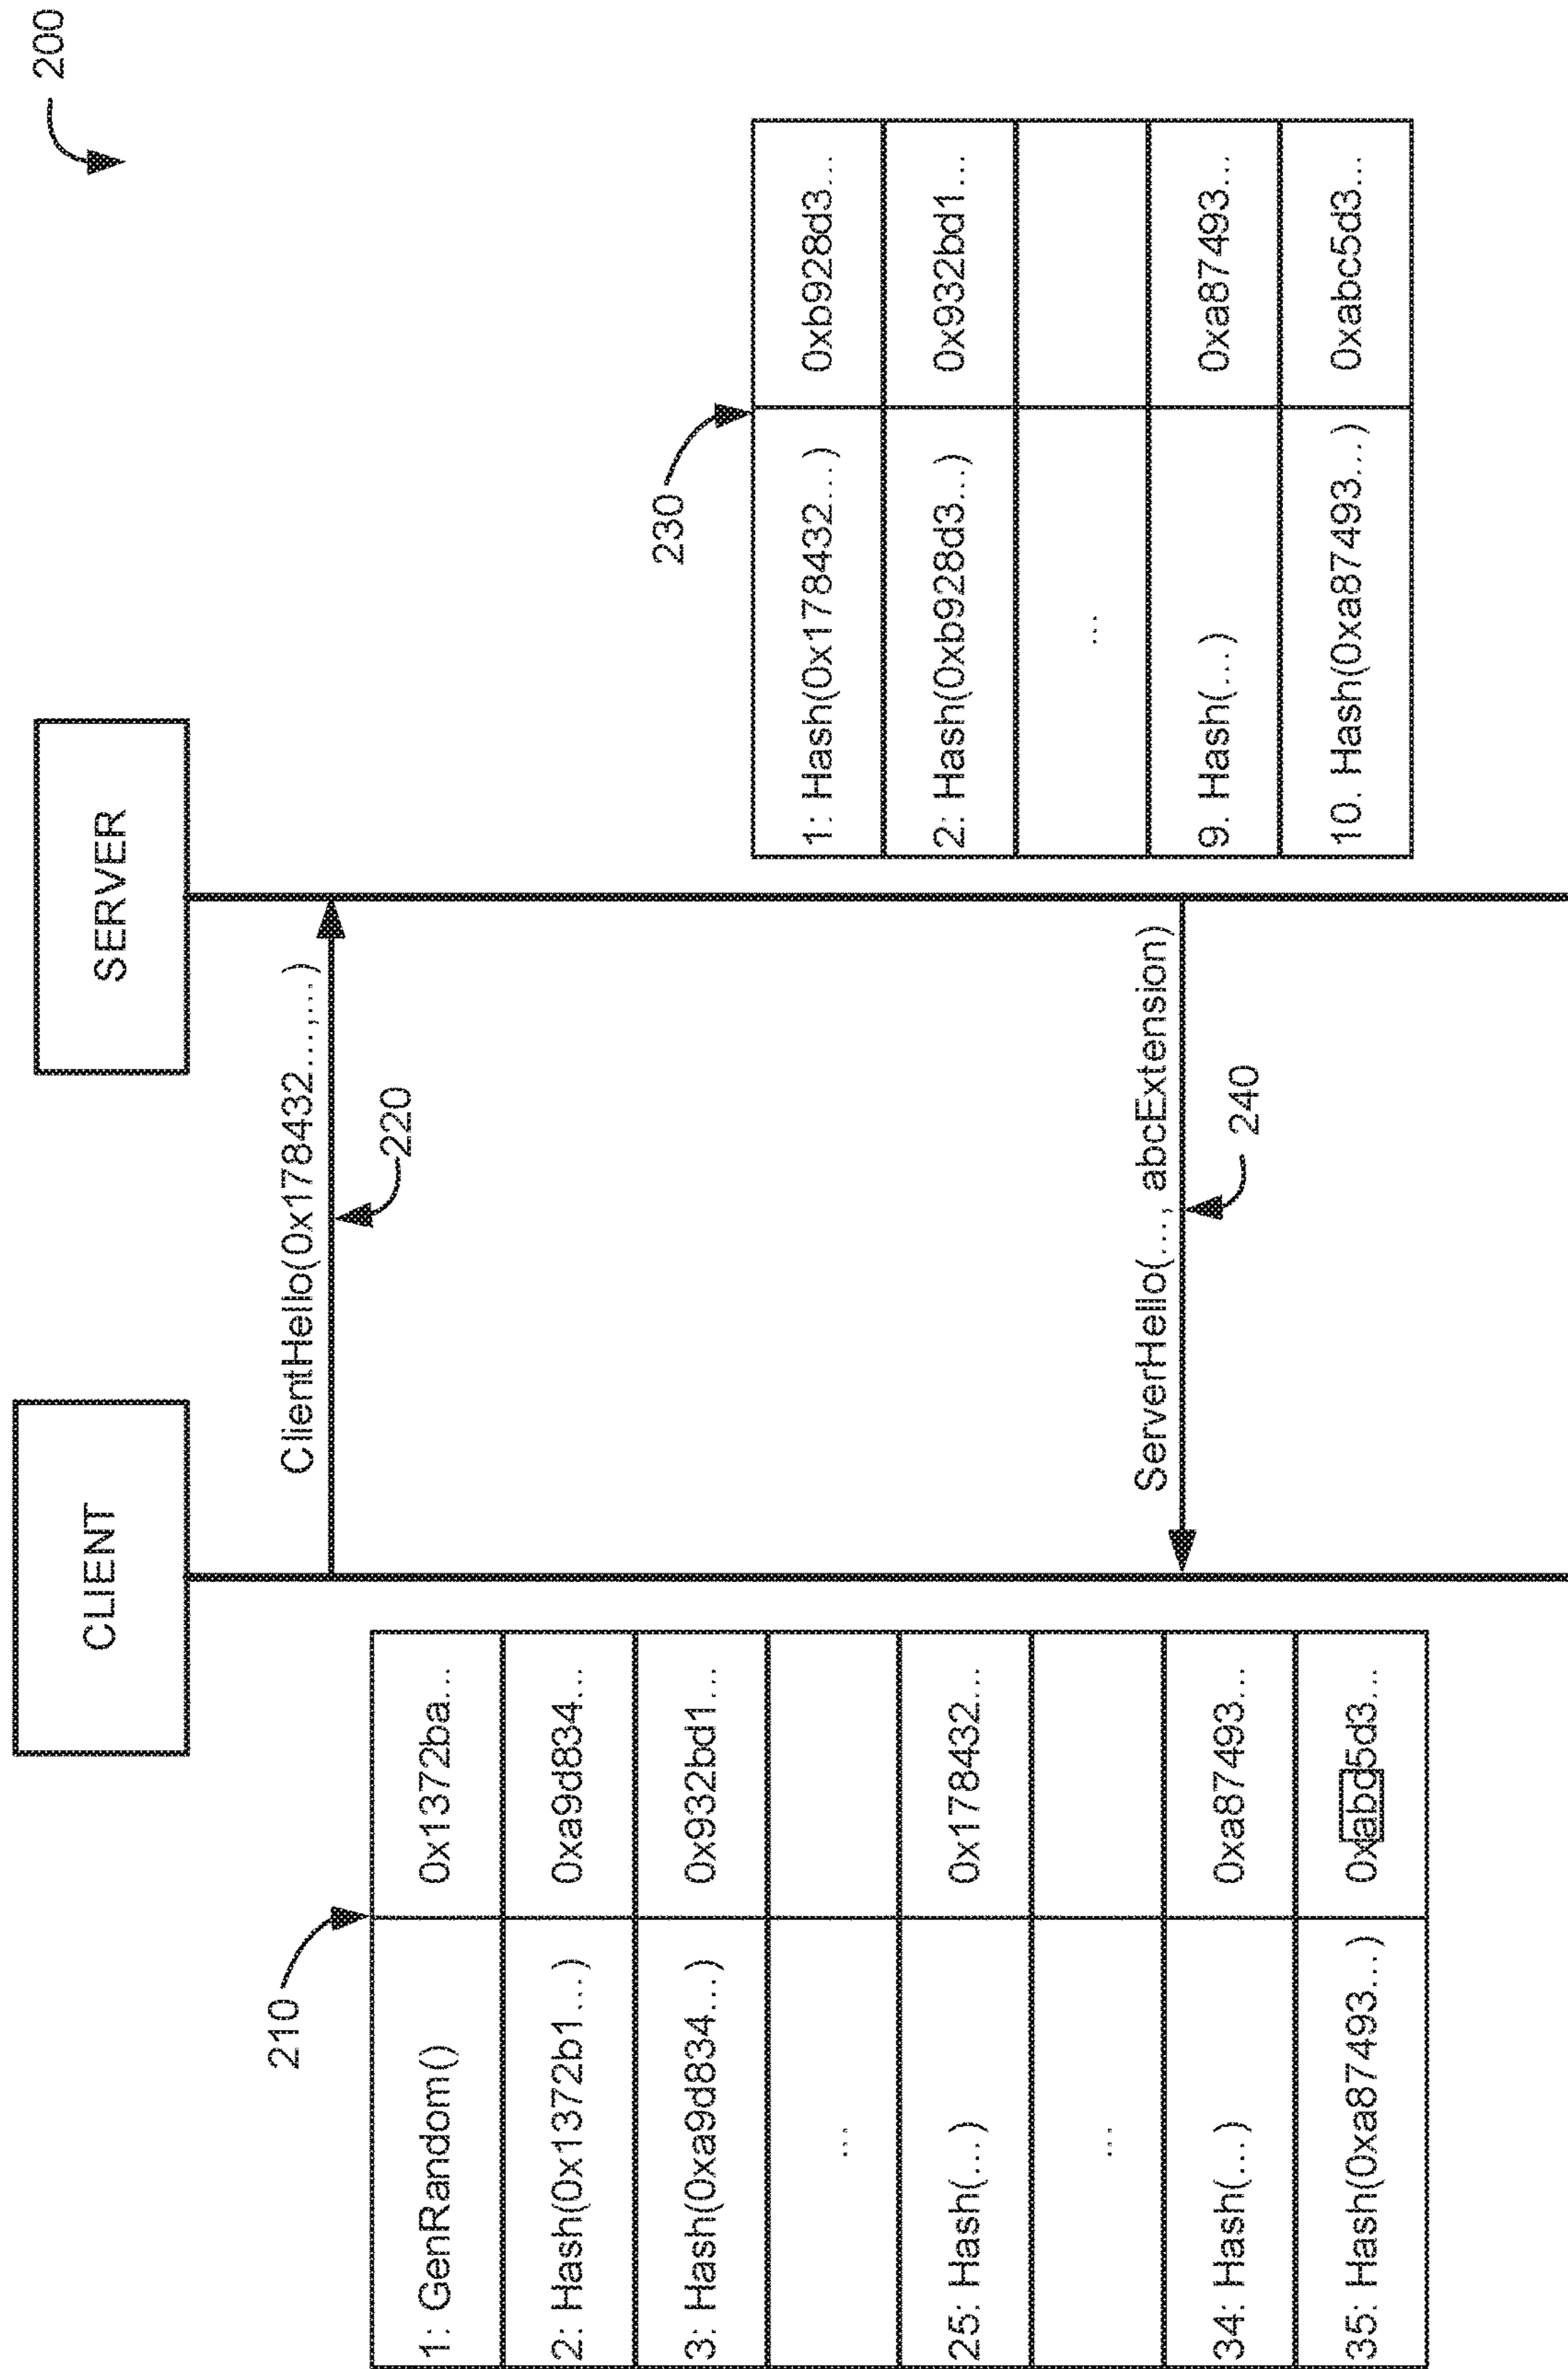 200
CLIENT
SERVER
210
1: GenRandom() 0x1372ba...
2: Hash(0x1372b1...) 0xa9d834...
3: Hash(0xa9d834...) 0x932bd1...
...
25: Hash(...) 0x178432...
...
34: Hash(...) 0xa87493...
35: Hash(0xa87493...) 0xabc5d3...
ClientHello(0x178432...,...)
220
230
1: Hash(0x178432...) 0xb928d3...
2: Hash(0xb928d3...) 0x932bd1...
...
9. Hash(...) 0xa87493...
10. Hash(0xa87493...) 0xabc5d3...
ServerHello(..., abcExtension)
240